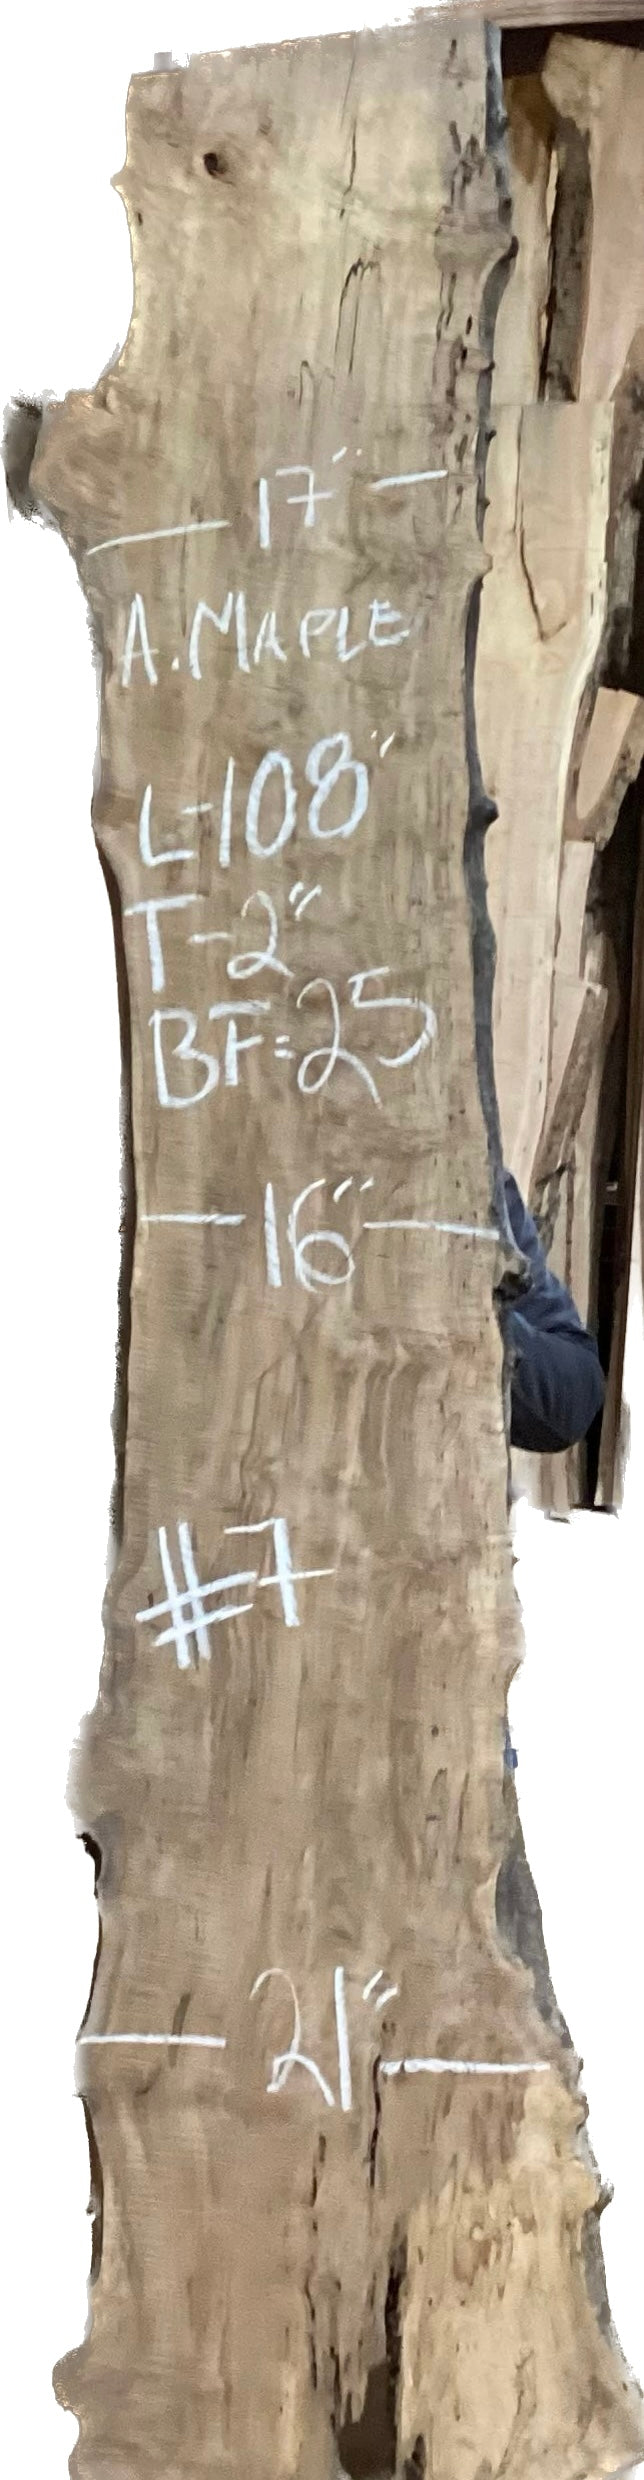 17"
A. MAPLE
L-108"
T-2"
BF=25
16"
#7
21"